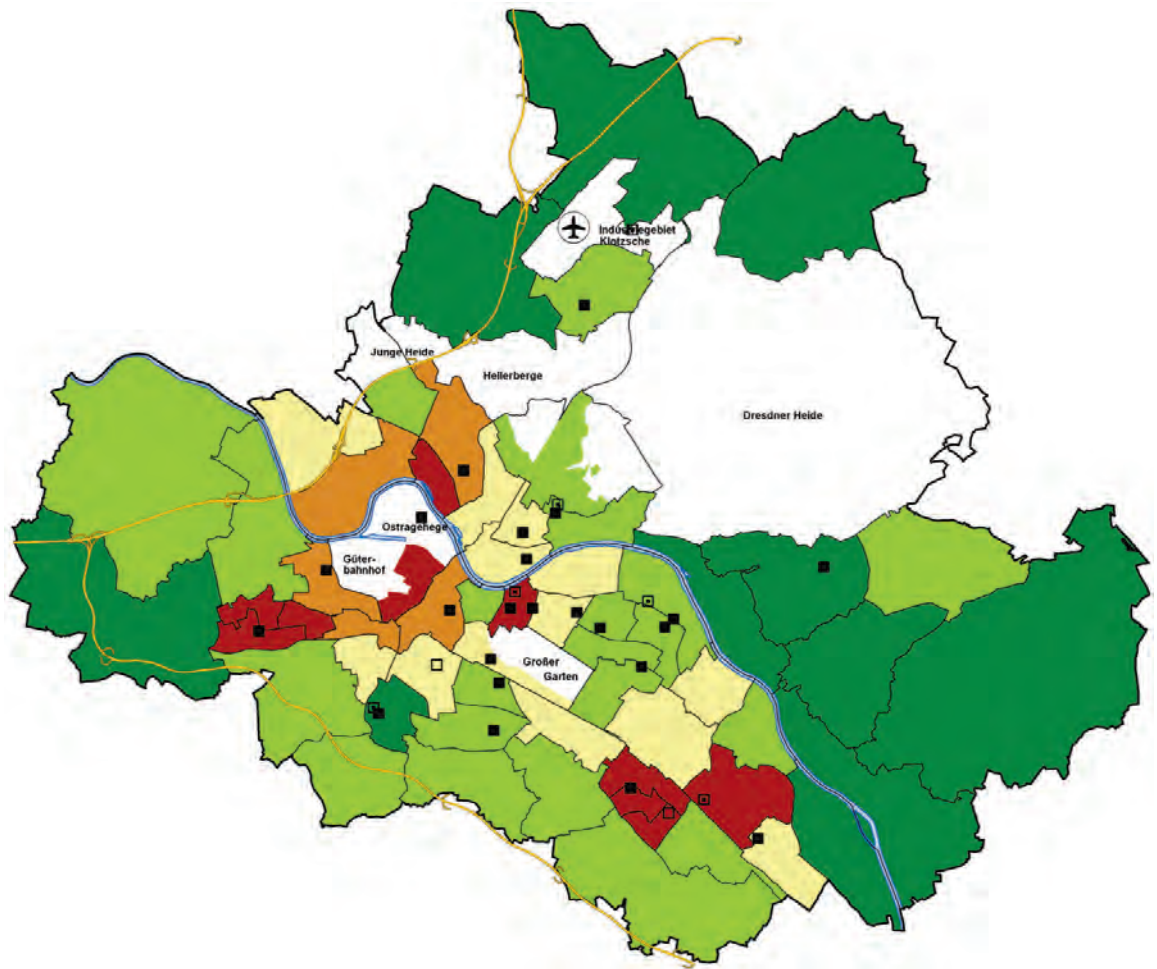 Industriegebiet
Klotzsche
Junge Heide
Hellerberge
Dresdner Heide
Ostragehege
Güter-
bahnhof
Großer
Garten